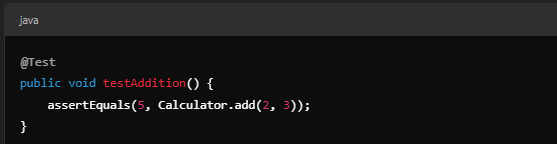 java
@Test
public void testAddition() {
    assertEquals(5, Calculator.add(2, 3));
}